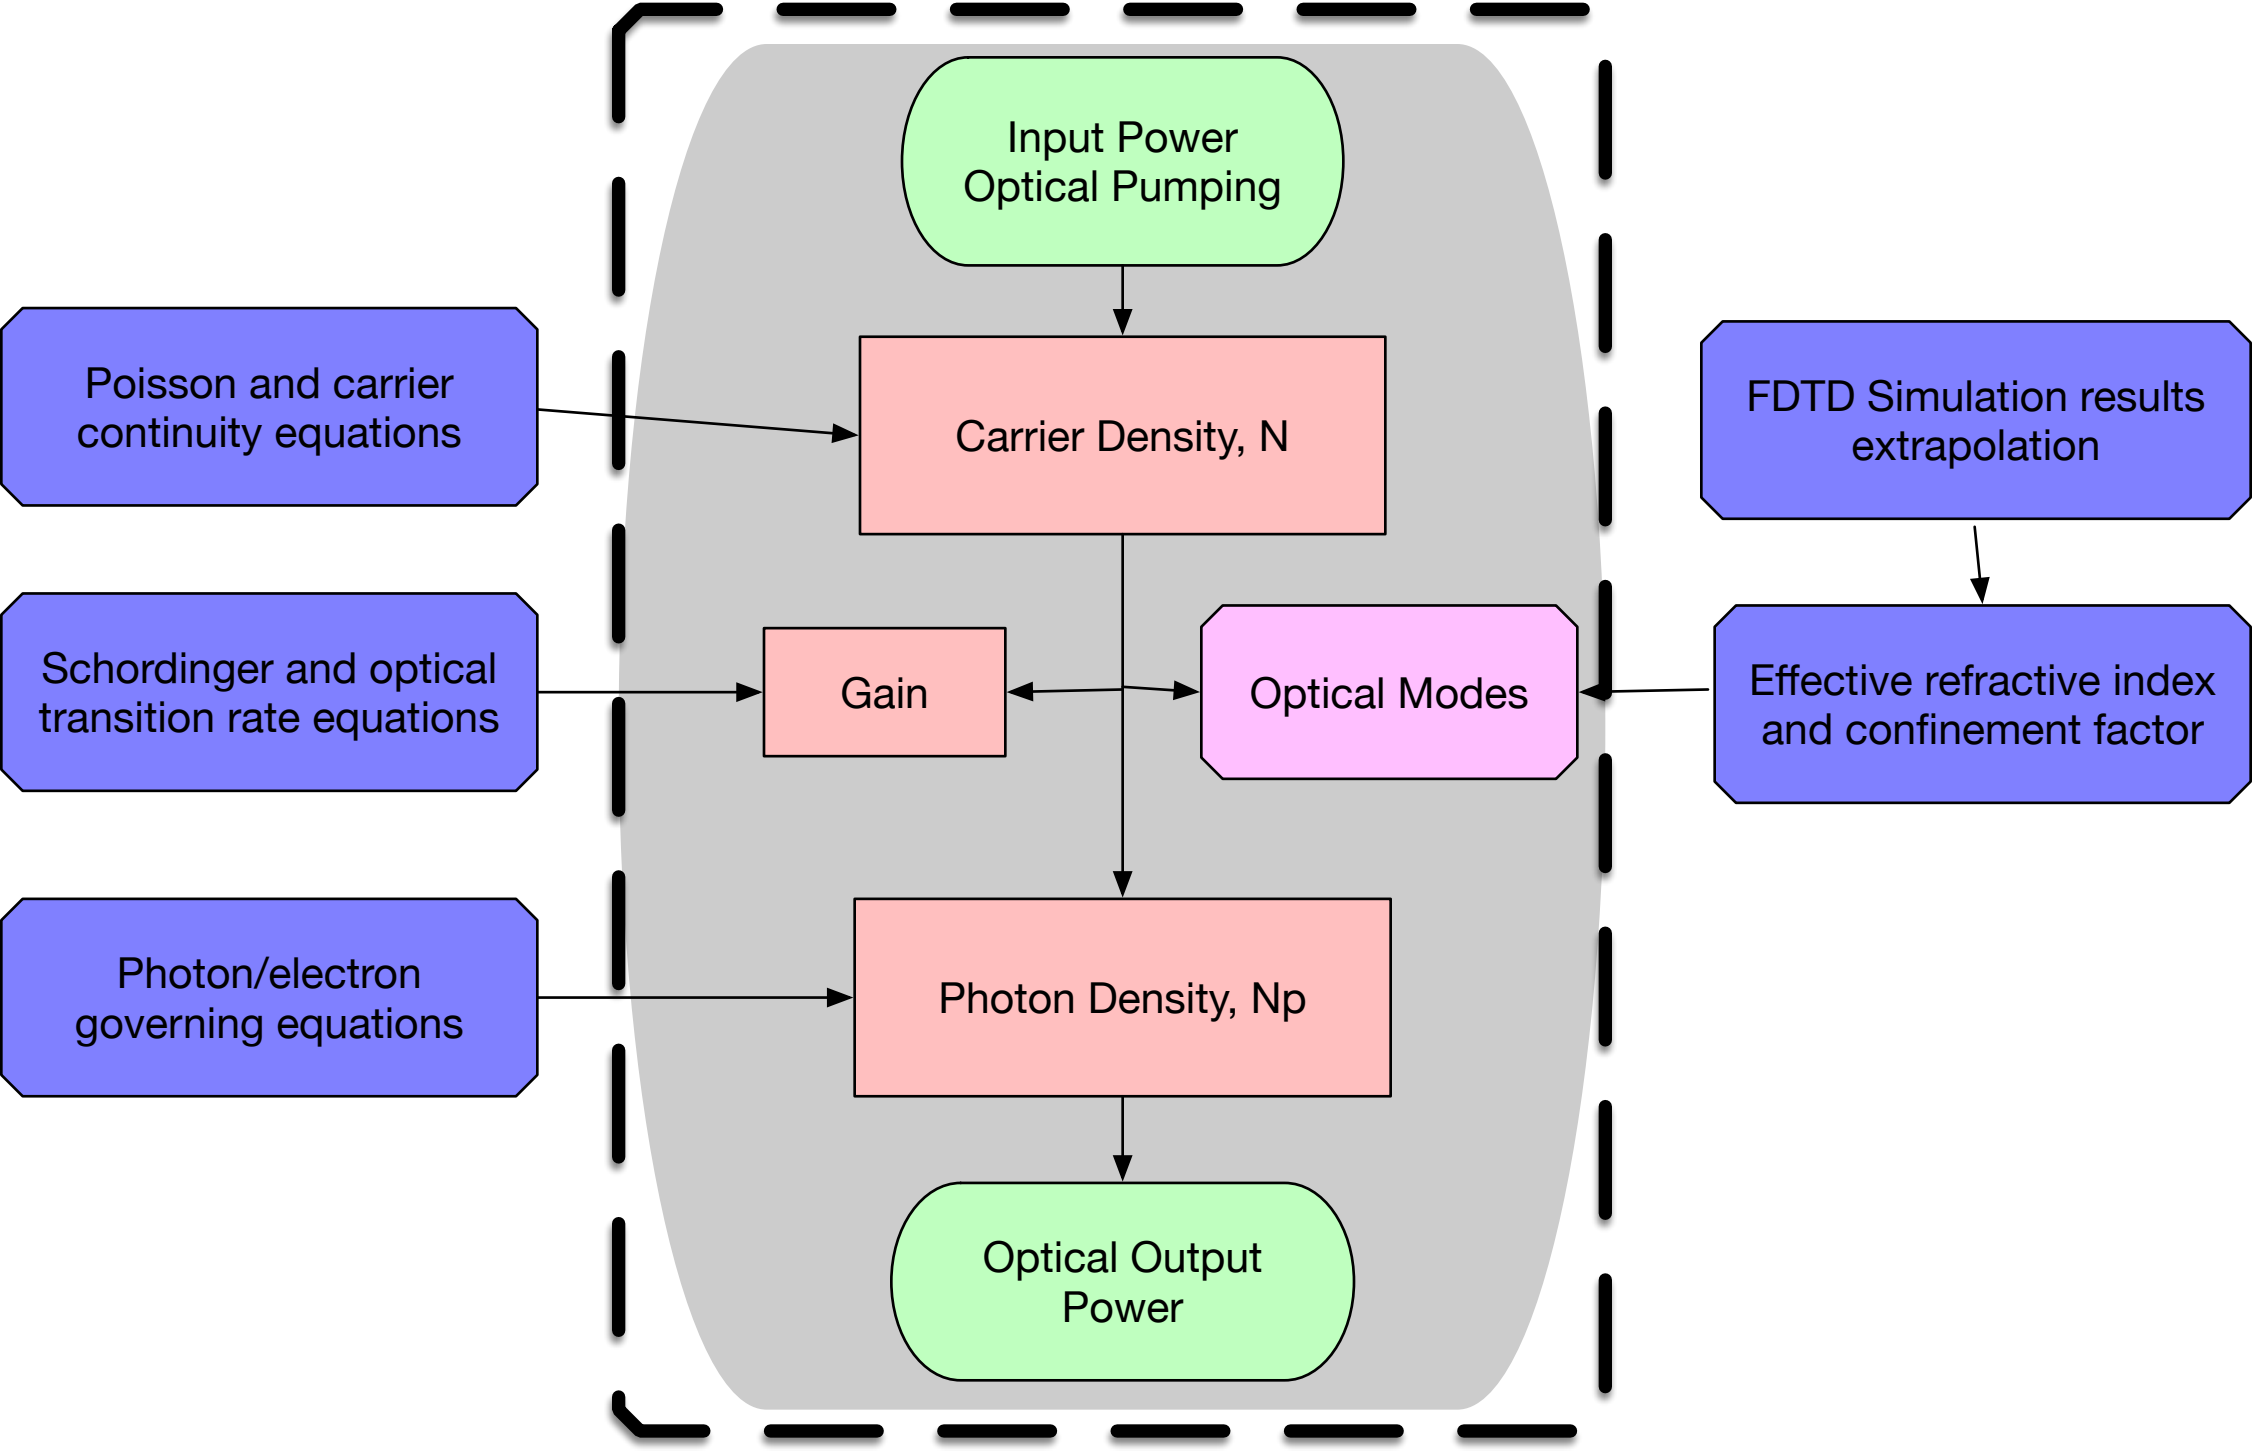 Input Power
Optical Pumping
Poisson and carrier
continuity equations
Carrier Density, N
FDTD Simulation results
extrapolation
Schordinger and optical
transition rate equations
Gain
Optical Modes
Effective refractive index
and confinement factor
Photon/electron
governing equations
Photon Density, Np
Optical Output
Power